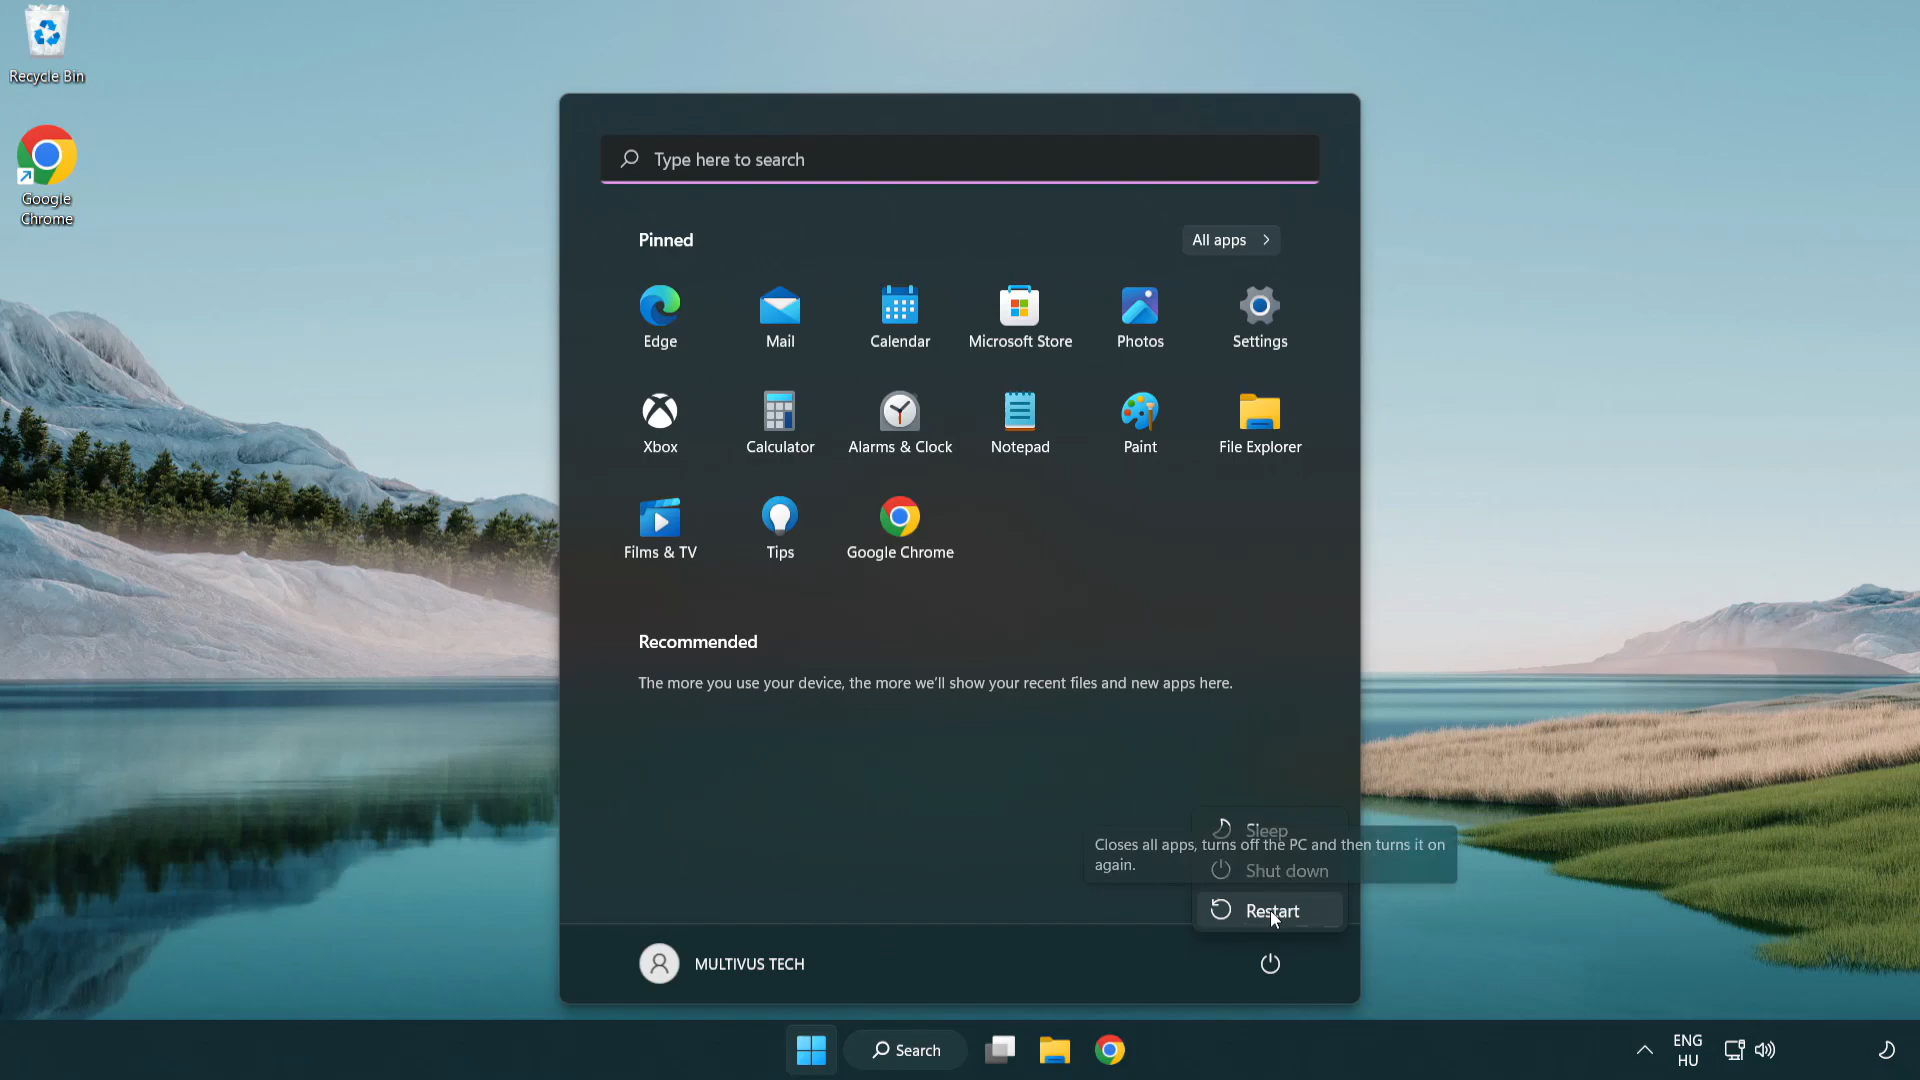 Recycle Bin
Google
Chrome
Type here to search
Pinned
All apps
Edge
Mail
Calendar
Microsoft Store
Photos
Settings
Xbox
Calculator
Alarms & Clock
Notepad
Paint
File Explorer
Films & TV
Tips
Google Chrome
Recommended
The more you use your device, the more we'll show your recent files and new apps here.
Sleep
Closes all apps, turns off the PC and then turns it on
again.
Shut down
Restart
MULTIVUS TECH
Search
ENG
HU